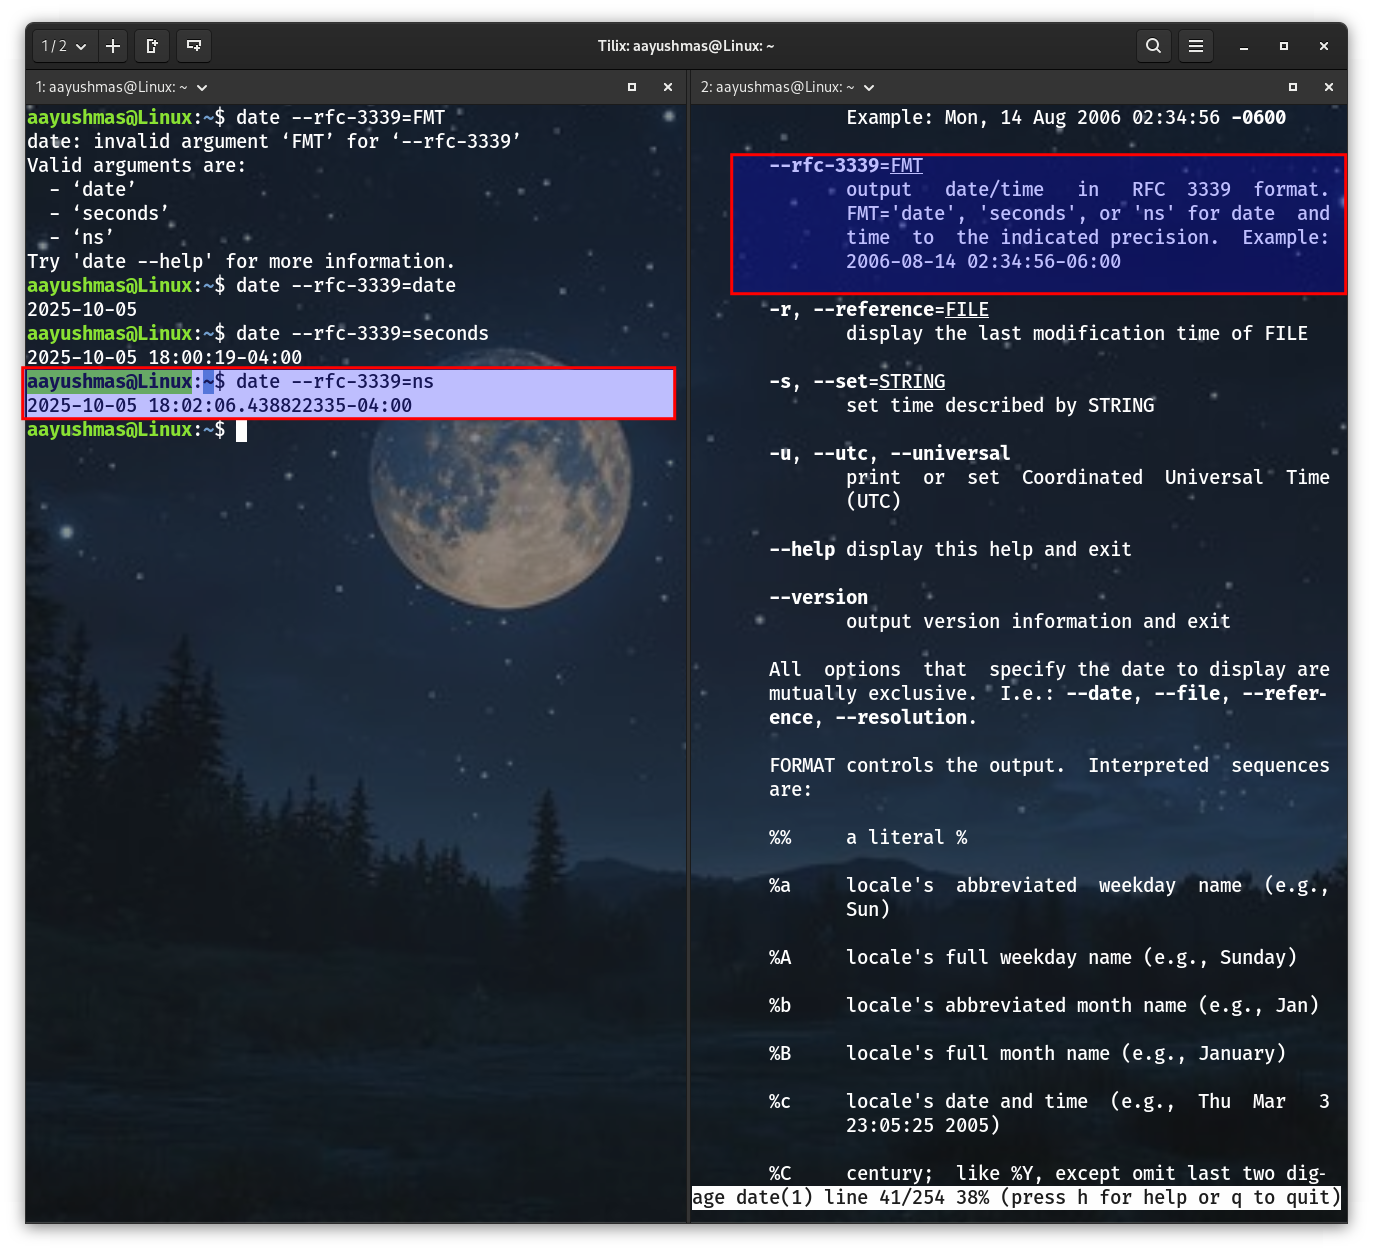 1 / 2
Tilix: aayushmas@Linux: ~
1: aayushmas@Linux: ~
aayushmas@Linux:~$ date --rfc-3339=FMT
date: invalid argument ‘FMT’ for ‘--rfc-3339’
Valid arguments are:
  - ‘date’
  - ‘seconds’
  - ‘ns’
Try 'date --help' for more information.
aayushmas@Linux:~$ date --rfc-3339=date
2025-10-05
aayushmas@Linux:~$ date --rfc-3339=seconds
2025-10-05 18:00:19-04:00
aayushmas@Linux:~$ date --rfc-3339=ns
2025-10-05 18:02:06.438822335-04:00
aayushmas@Linux:~$
2: aayushmas@Linux: ~
Example: Mon, 14 Aug 2006 02:34:56 -0600
--rfc-3339=FMT
output date/time in RFC 3339 format.
FMT='date', 'seconds', or 'ns' for date and
time to the indicated precision. Example:
2006-08-14 02:34:56-06:00
-r, --reference=FILE
display the last modification time of FILE
-s, --set=STRING
set time described by STRING
-u, --utc, --universal
print or set Coordinated Universal Time
(UTC)
--help display this help and exit
--version
output version information and exit
All options that specify the date to display are
mutually exclusive. I.e.: --date, --file, --refer-
ence, --resolution.
FORMAT controls the output. Interpreted sequences
are:
%% a literal %
%a locale's abbreviated weekday name (e.g.,
Sun)
%A locale's full weekday name (e.g., Sunday)
%b locale's abbreviated month name (e.g., Jan)
%B locale's full month name (e.g., January)
%c locale's date and time (e.g., Thu Mar 3
23:05:25 2005)
%C century; like %Y, except omit last two dig-
age date(1) line 41/254 38% (press h for help or q to quit)